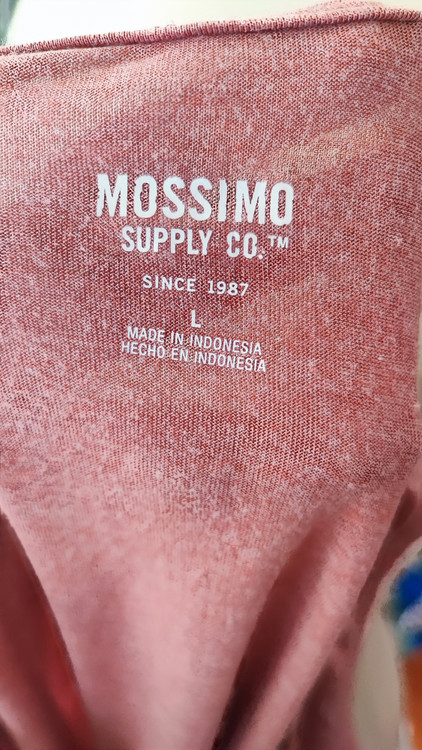 MOSSIMO
SUPPLY CO.™
SINCE 1987
L
MADE IN INDONESIA
HECHO EN INDONESIA